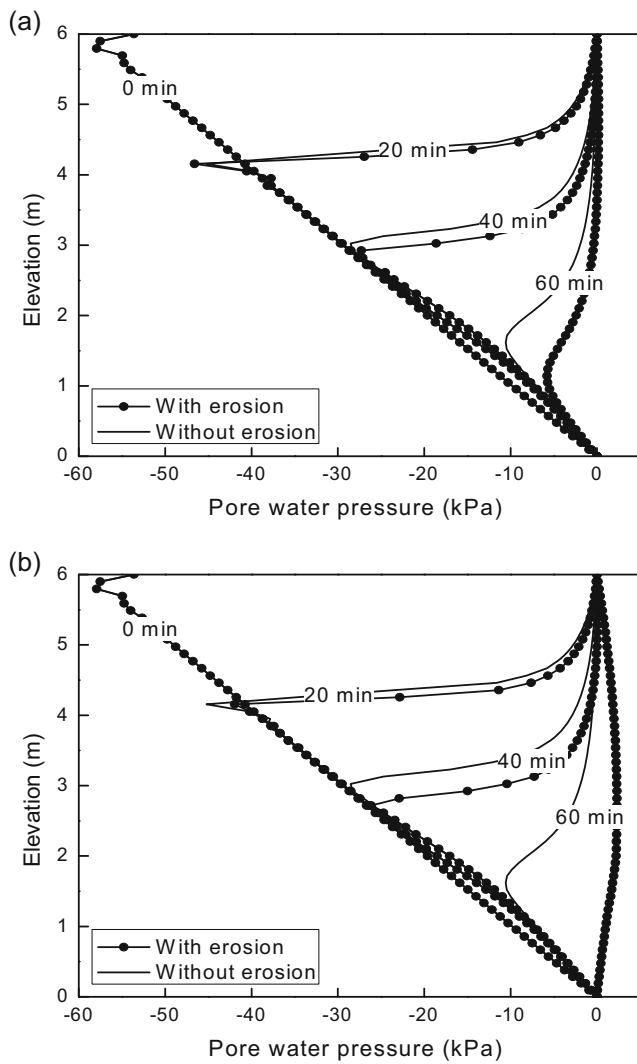 (a)
6
5
4
3
2
1
0
Elevation (m)
0 min
20 min
40 min
60 min
With erosion
Without erosion
-60 -50 -40 -30 -20 -10 0
Pore water pressure (kPa)
(b)
6
5
4
3
2
1
0
Elevation (m)
0 min
20 min
40 min
60 min
With erosion
Without erosion
-60 -50 -40 -30 -20 -10 0
Pore water pressure (kPa)